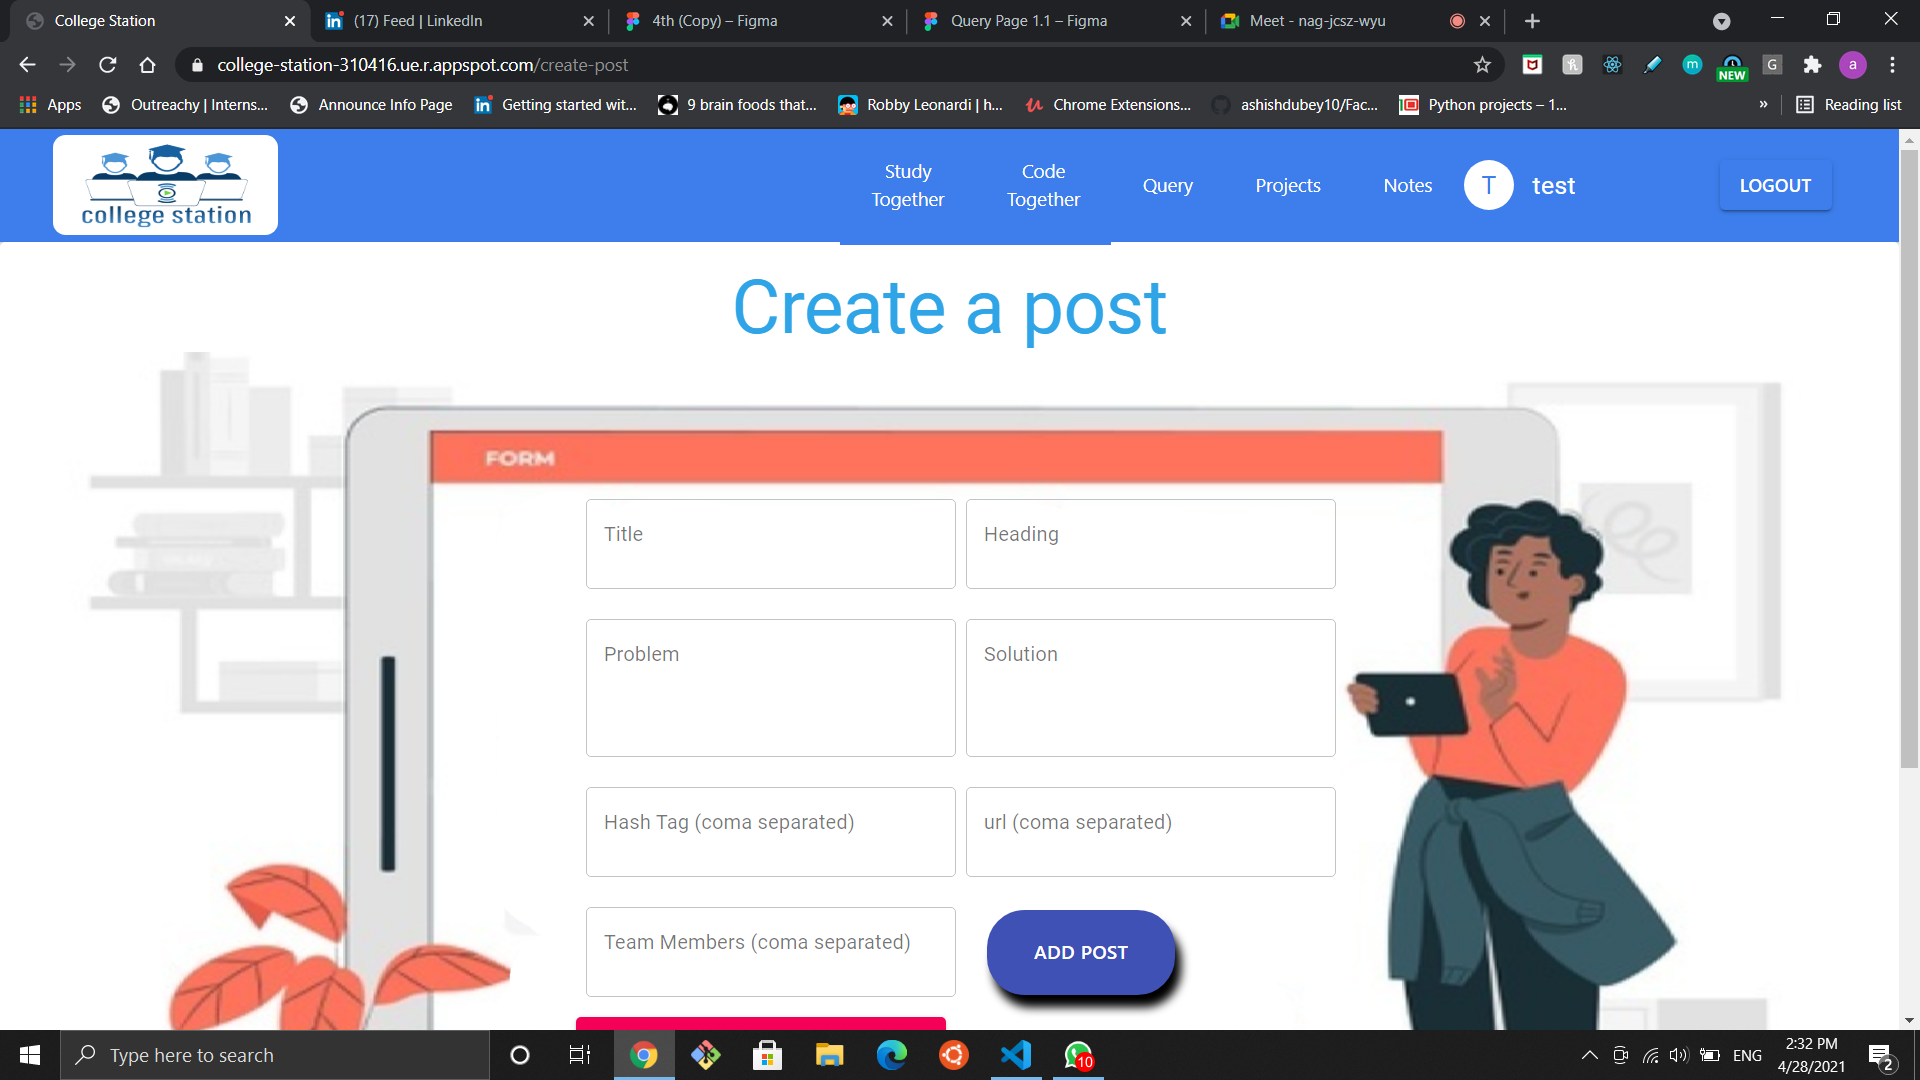 College Station
(17) Feed | LinkedIn
4th (Copy) – Figma
Query Page 1.1 – Figma
Meet - nag-jcsz-wyu
college-station-310416.ue.r.appspot.com/create-post
NEW
m
G
a
Apps
Outreachy | Interns...
Announce Info Page
Getting started wit...
9 brain foods that...
Robby Leonardi | h...
Chrome Extensions...
ashishdubey10/Fac...
Python projects – 1...
»
Reading list
college station
Study
Together
Code
Together
Query
Projects
Notes
T
test
LOGOUT
Create a post
FORM
Title
Heading
Problem
Solution
Hash Tag (coma separated)
url (coma separated)
Team Members (coma separated)
ADD POST
Type here to search
10
ENG
2:32 PM
4/28/2021
2